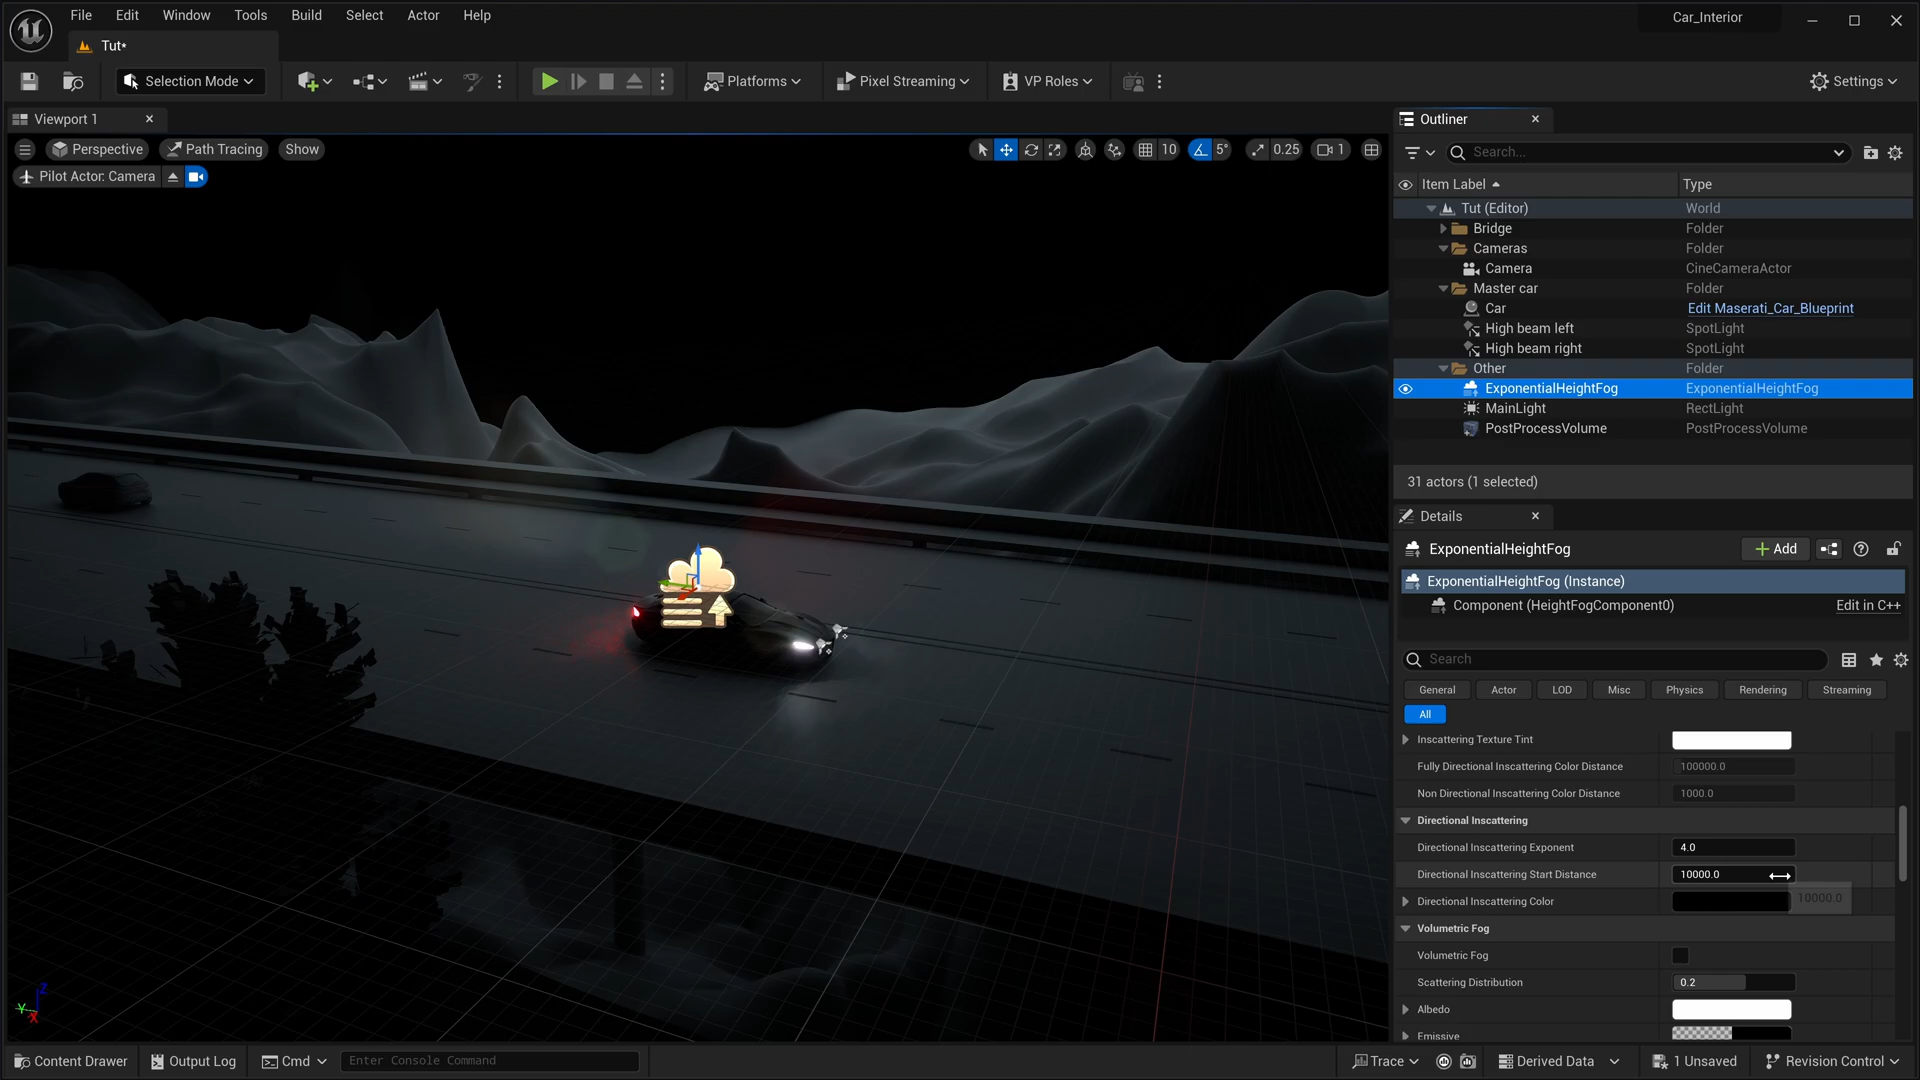 File Edit Window Tools Build Select Actor Help
Car_Interior
Tut*
Selection Mode
Platforms
Pixel Streaming
VP Roles
Settings
Viewport 1
Perspective
Path Tracing
Show
10
5°
0.25
1
Pilot Actor: Camera
Outliner
Search...
Item Label Type
Tut (Editor) World
Bridge Folder
Cameras Folder
Camera CineCameraActor
Master car Folder
Car Edit Maserati_Car_Blueprint
High beam left SpotLight
High beam right SpotLight
Other Folder
ExponentialHeightFog ExponentialHeightFog
MainLight RectLight
PostProcessVolume PostProcessVolume
31 actors (1 selected)
Details
ExponentialHeightFog
Add
ExponentialHeightFog (Instance)
Component (HeightFogComponent0) Edit in C++
Search
General Actor LOD Misc Physics Rendering Streaming
All
Inscattering Texture Tint
Fully Directional Inscattering Color Distance 100000.0
Non Directional Inscattering Color Distance 1000.0
Directional Inscattering
Directional Inscattering Exponent 4.0
Directional Inscattering Start Distance 10000.0
Directional Inscattering Color 10000.0
Volumetric Fog
Volumetric Fog
Scattering Distribution 0.2
Albedo
Emissive
Z
Y
X
Content Drawer
Output Log
Cmd
Enter Console Command
Trace
Derived Data
1 Unsaved
Revision Control